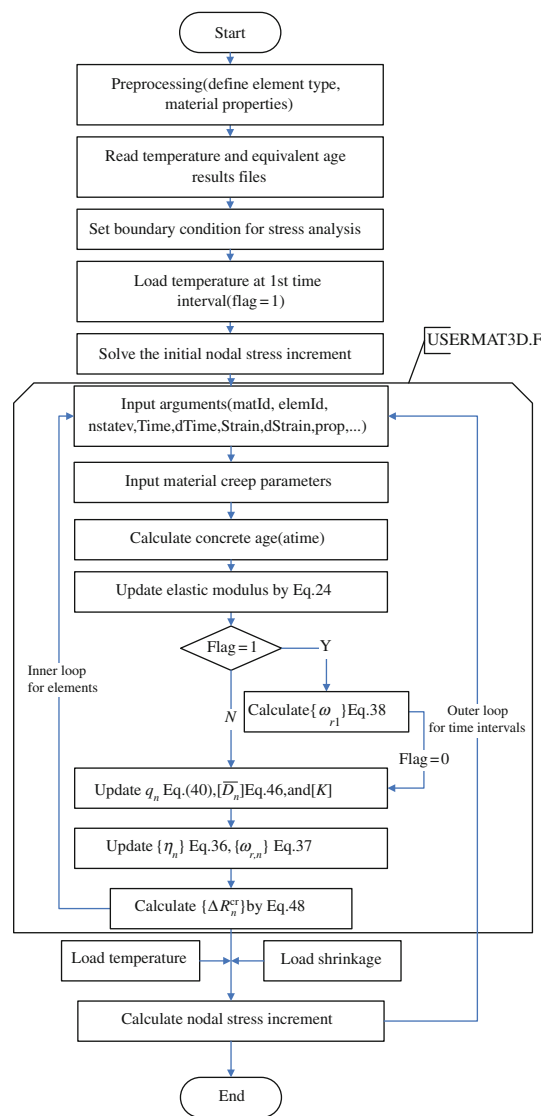 Start
Preprocessing(define element type,
material properties)
Read temperature and equivalent age
results files
Set boundary condition for stress analysis
Load temperature at 1st time
interval(flag=1)
USERMAT3D.F
Solve the initial nodal stress increment
Input arguments(matId, elemId,
nstatev,Time,dTime,Strain,dStrain,prop,...)
Input material creep parameters
Calculate concrete age(atime)
Update elastic modulus by Eq.24
Flag=1
Y
Inner loop
for elements
N
Calculate{ω_{r1}}Eq.38
Outer loop
for time intervals
Flag=0
Update q_n Eq.(40),[\overline{D_n}]Eq.46,and[K]
Update {η_n} Eq.36,{ω_{r,n}} Eq.37
Calculate {ΔR_n^{cr}}by Eq.48
Load temperature
Load shrinkage
Calculate nodal stress increment
End